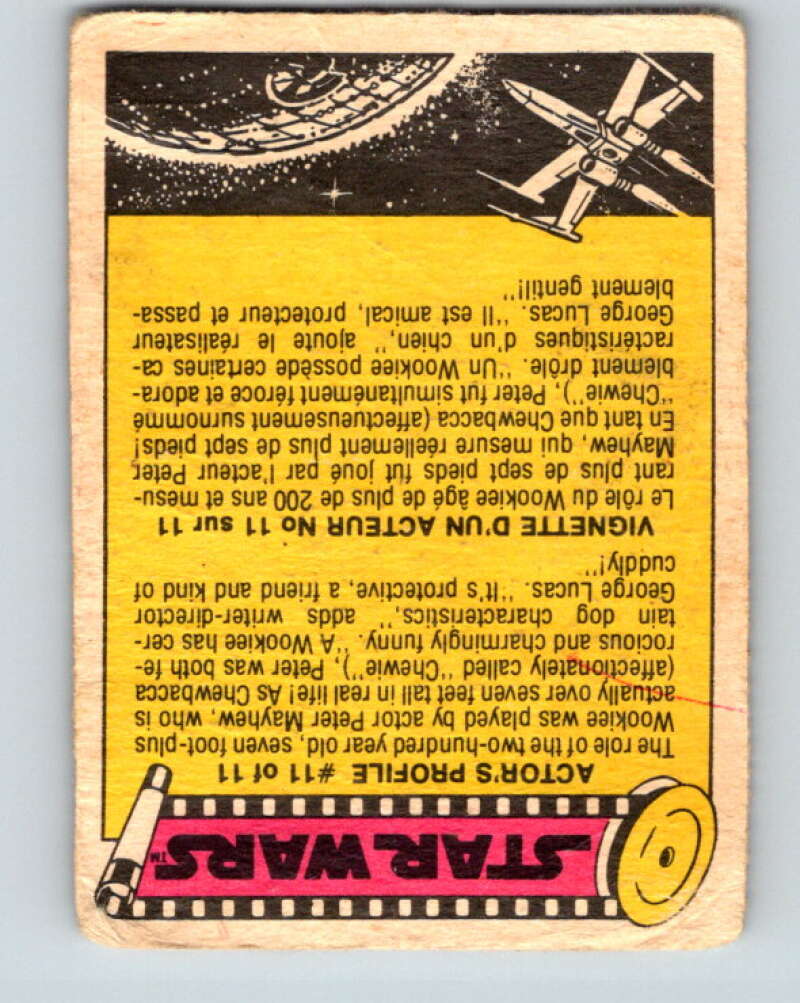 STAR WARS™
ACTOR'S PROFILE #11 of 11
The role of the two-hundred year old, seven foot-plus
Wookiee was played by actor Peter Mayhew, who is
actually over seven feet tall in real life! As Chewbacca
(affectionately called "Chewie"), Peter was both fe-
rocious and charmingly funny. "A Wookiee has cer-
tain dog characteristics," adds writer-director
George Lucas. "It's protective, a friend and kind of
cuddly!"
VIGNETTE D'UN ACTEUR No 11 sur 11
Le rôle du Wookiee âgé de plus de 200 ans et mesu-
rant plus de sept pieds fut joué par l'acteur Peter
Mayhew, qui mesure réellement plus de sept pieds!
En tant que Chewbacca (affectueusement surnommé
"Chewie"), Peter fut simultanément féroce et adora-
blement drôle. "Un Wookiee possède certaines ca-
ractéristiques d'un chien," ajoute le réalisateur
George Lucas. "Il est amical, protecteur et passa-
blement gentil!"